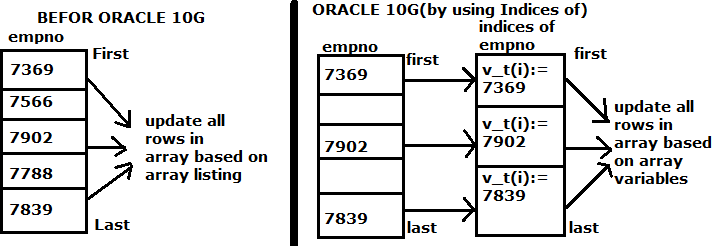 BEFOR ORACLE 10G
empno
First
7369
7566
7902
7788
7839
Last
update all
rows in
array based on
array listing
ORACLE 10G(by using Indices of)
empno
first
7369
7902
7839
last
indices of
empno
first
v_t(i):=
7369
v_t(i):=
7902
v_t(i):=
7839
last
update all
rows in
array based
on array
variables